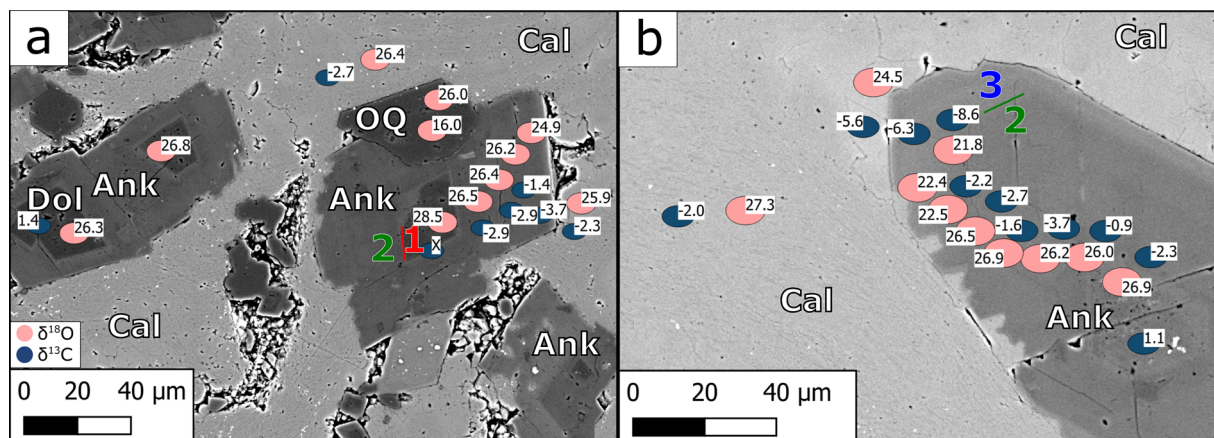 a
Cal
26.4
-2.7
26.0
OQ
16.0
24.9
26.8
26.2
Dol
Ank
Ank
26.4
-1.4
26.5
25.9
1.4
26.3
28.5
-2.9
-3.7
-2.3
2
1
X
-2.9
Cal
Ank
δ¹⁸O
δ¹³C
0 20 40 µm
b
Cal
24.5
3
2
-5.6
-6.3
-8.6
21.8
22.4
-2.2
-2.7
-2.0
27.3
22.5
26.5
-1.6
-3.7
-0.9
26.9
26.2
26.0
-2.3
26.9
Cal
Ank
1.1
0 20 40 µm